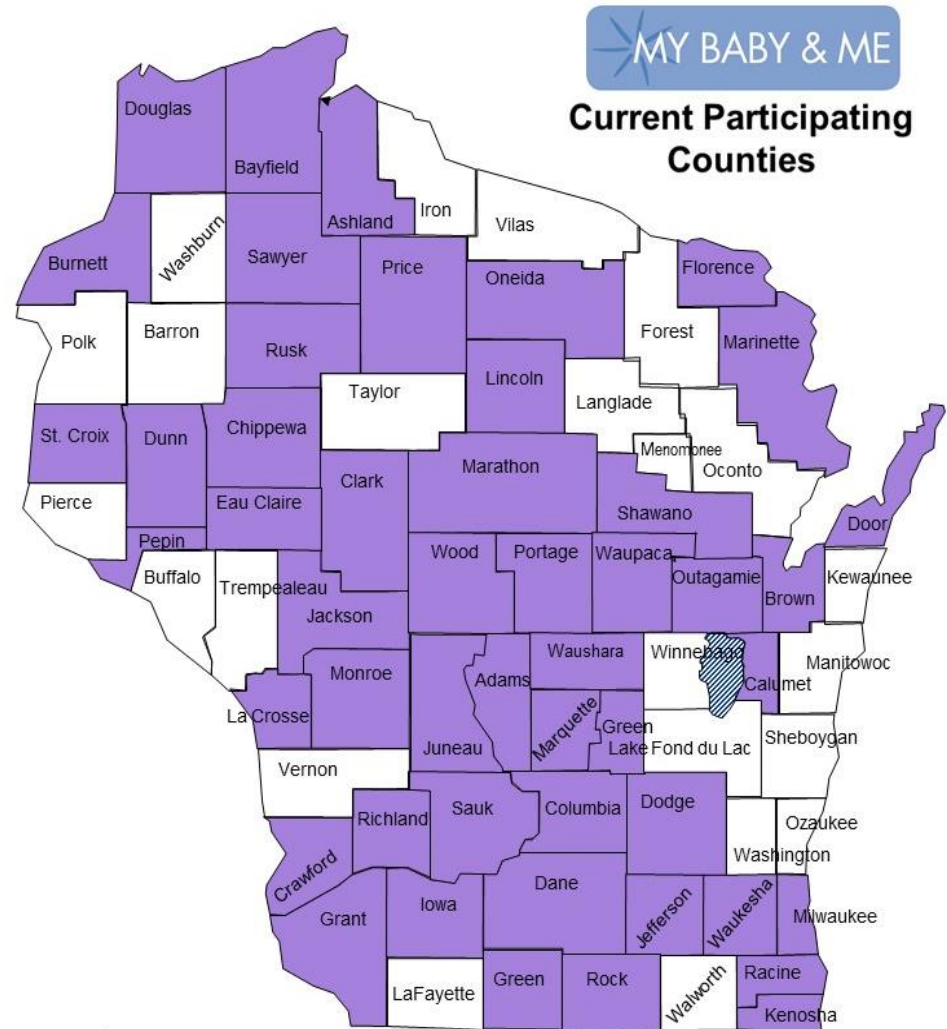 MY BABY & ME
Current Participating
Counties
Douglas
Bayfield
Ashland
Iron
Vilas
Washburn
Burnett
Sawyer
Price
Oneida
Florence
Polk
Barron
Rusk
Forest
Marinette
Taylor
Lincoln
Langlade
St. Croix
Dunn
Chippewa
Clark
Marathon
Menomonee
Oconto
Pierce
Eau Claire
Shawano
Door
Pepin
Wood
Portage
Waupaca
Outagamie
Buffalo
Trempealeau
Brown
Kewaunee
Jackson
Monroe
Adams
Waushara
Winnebago
Calumet
Manitowoc
La Crosse
Juneau
Marquette
Green
Lake
Fond du Lac
Sheboygan
Vernon
Richland
Sauk
Columbia
Dodge
Ozaukee
Washington
Crawford
Grant
Iowa
Dane
Jefferson
Waukesha
Milwaukee
LaFayette
Green
Rock
Walworth
Racine
Kenosha